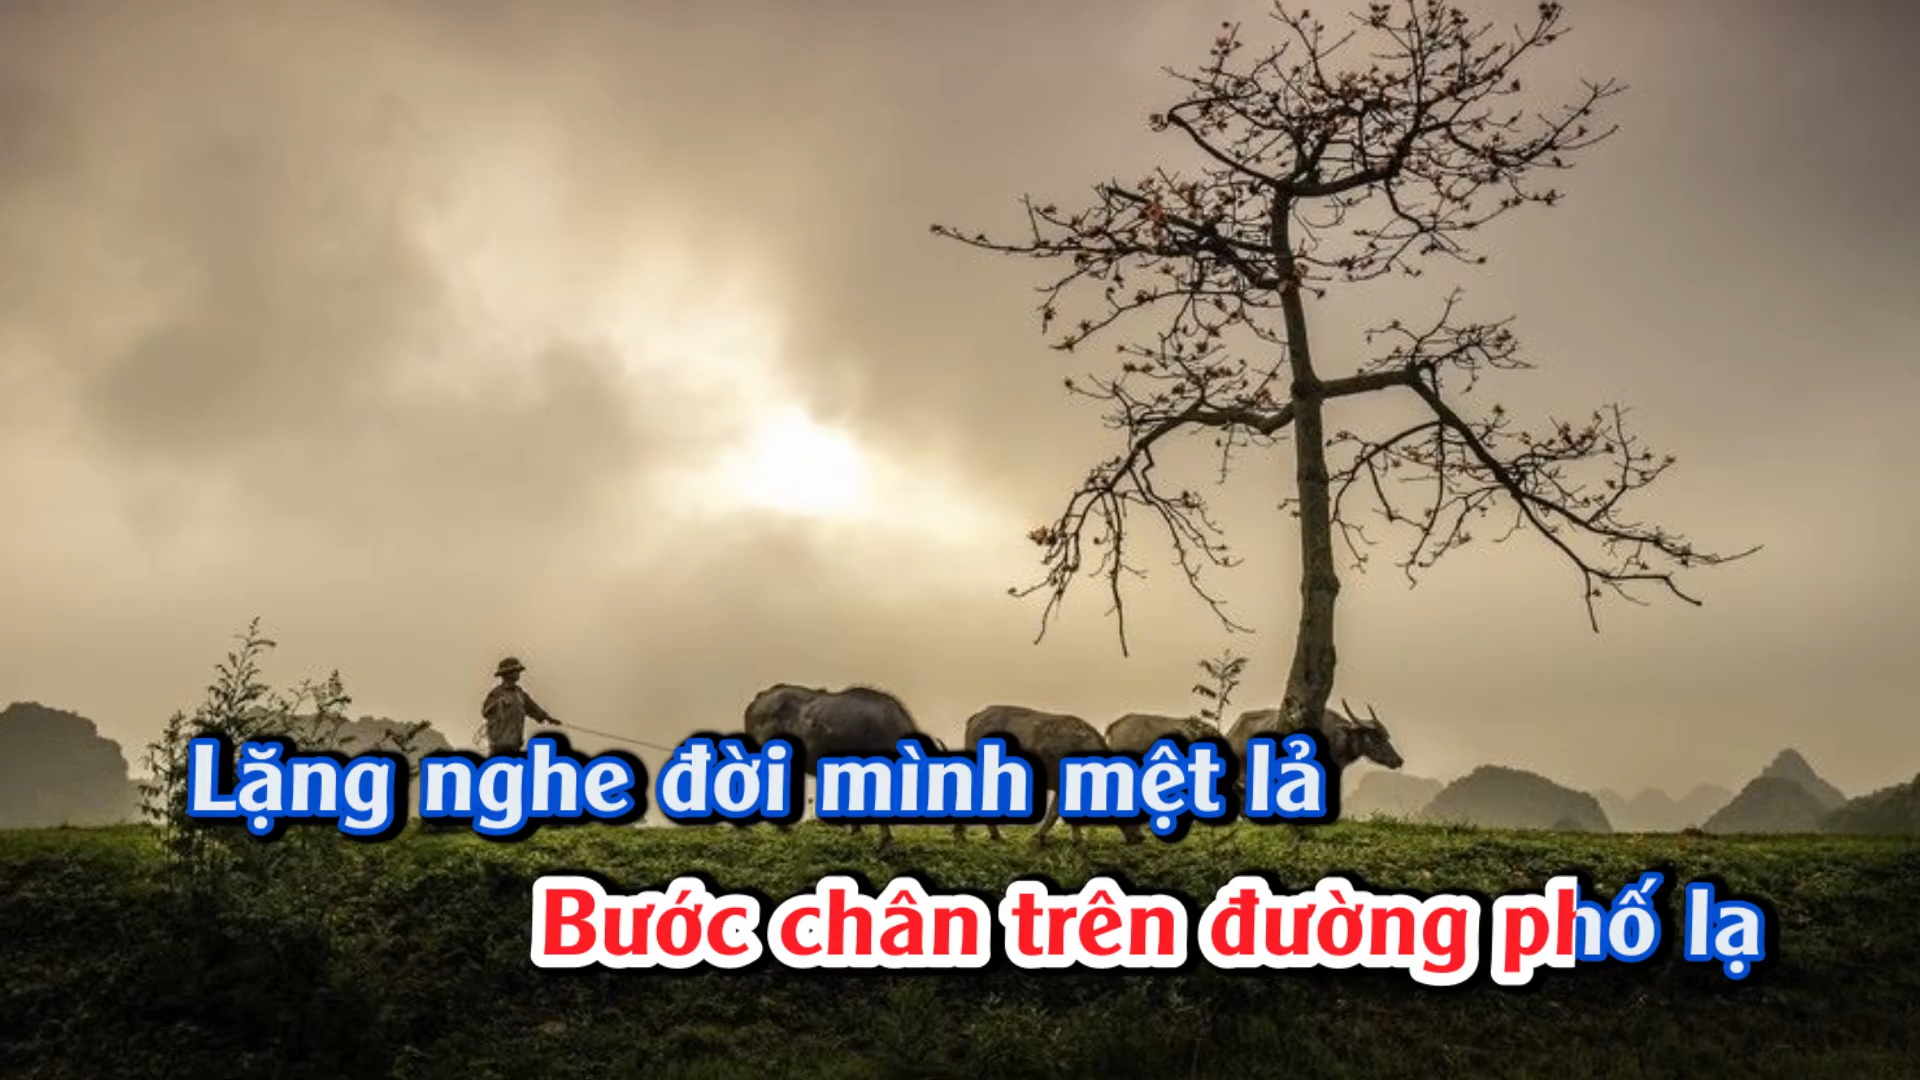 Lặng nghe đời mình mệt lả
Bước chân trên đường phố lạ